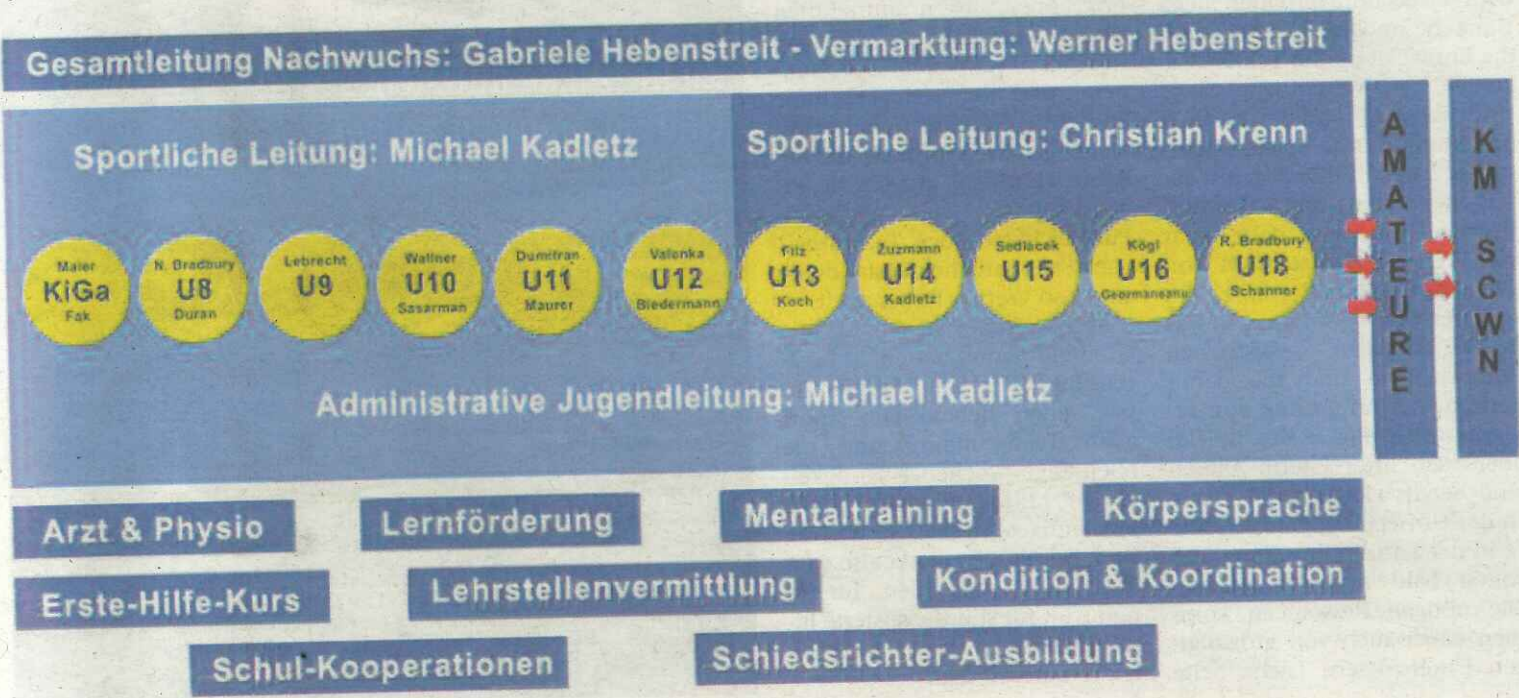 Gesamtleitung Nachwuchs: Gabriele Hebenstreit - Vermarktung: Werner Hebenstreit
Sportliche Leitung: Michael Kadletz
Sportliche Leitung: Christian Krenn
Maier
KiGa
Fak
N. Bradbury
U8
Duran
Lebrecht
U9
Wallner
U10
Sasarman
Dumitran
U11
Maurer
Valenka
U12
Biedermann
Filz
U13
Koch
Zuzmann
U14
Kadletz
Sedlacek
U15
Kögl
U16
Geormaneanu
R. Bradbury
U18
Schanner
AMATEURE
KM SCWN
Administrative Jugendleitung: Michael Kadletz
Arzt & Physio
Lernförderung
Mentaltraining
Körpersprache
Erste-Hilfe-Kurs
Lehrstellenvermittlung
Kondition & Koordination
Schul-Kooperationen
Schiedsrichter-Ausbildung